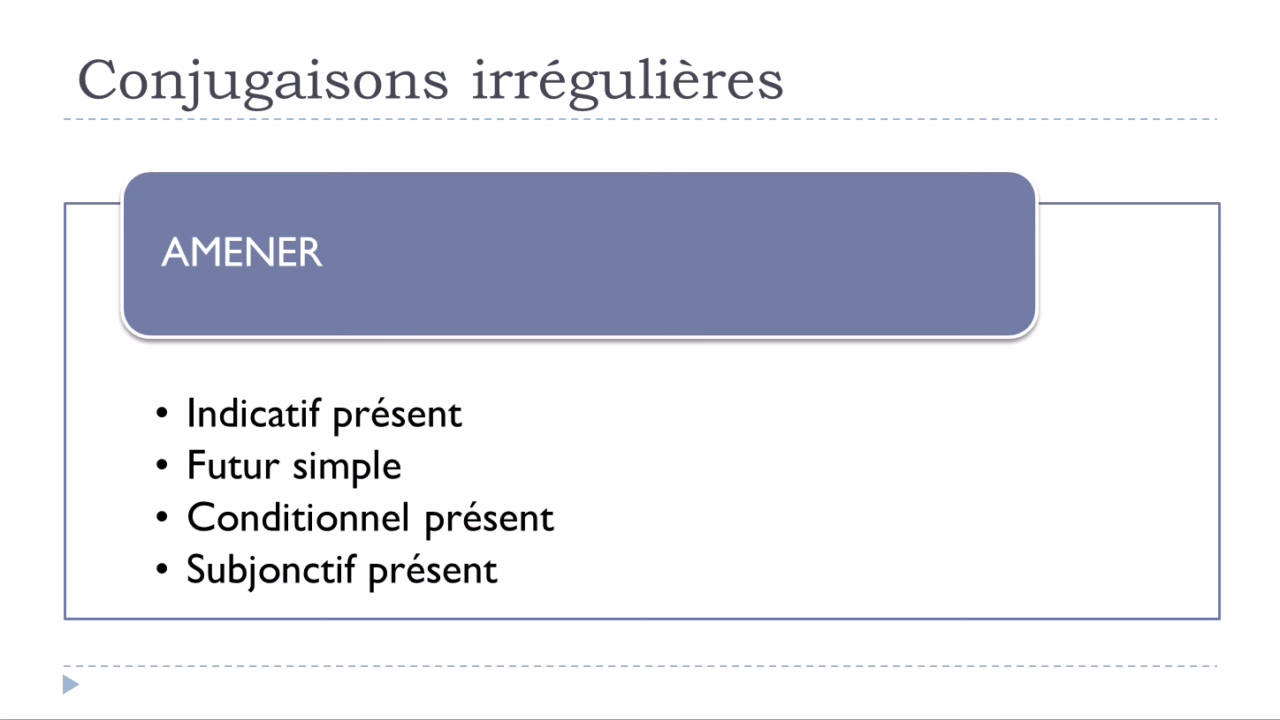 Conjugaisons irrégulières
AMENER
• Indicatif présent
• Futur simple
• Conditionnel présent
• Subjonctif présent